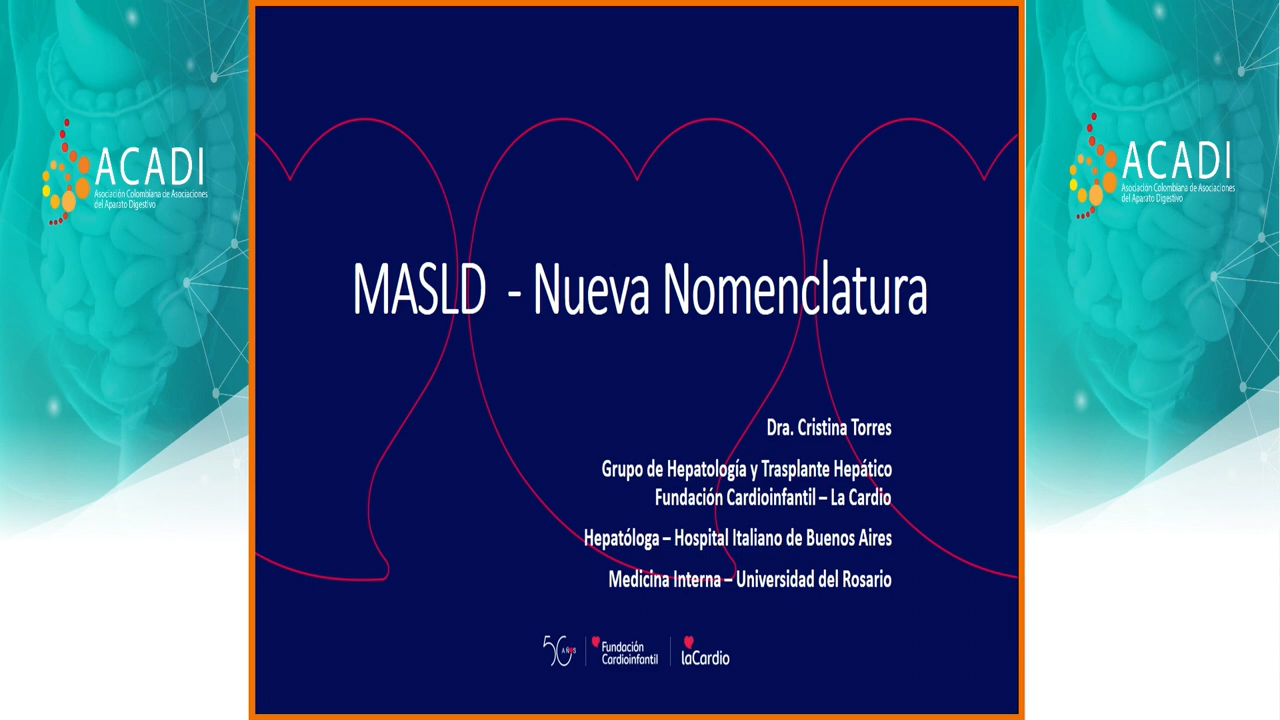 ACADI
Asociación Colombiana de Asociaciones
del Aparato Digestivo
MASLD - Nueva Nomenclatura
Dra. Cristina Torres
Grupo de Hepatología y Trasplante Hepático
Fundación Cardioinfantil – La Cardio
Hepatóloga – Hospital Italiano de Buenos Aires
Medicina Interna – Universidad del Rosario
50 AÑOS
Fundación
Cardioinfantil
laCardio
ACADI
Asociación Colombiana de Asociaciones
del Aparato Digestivo